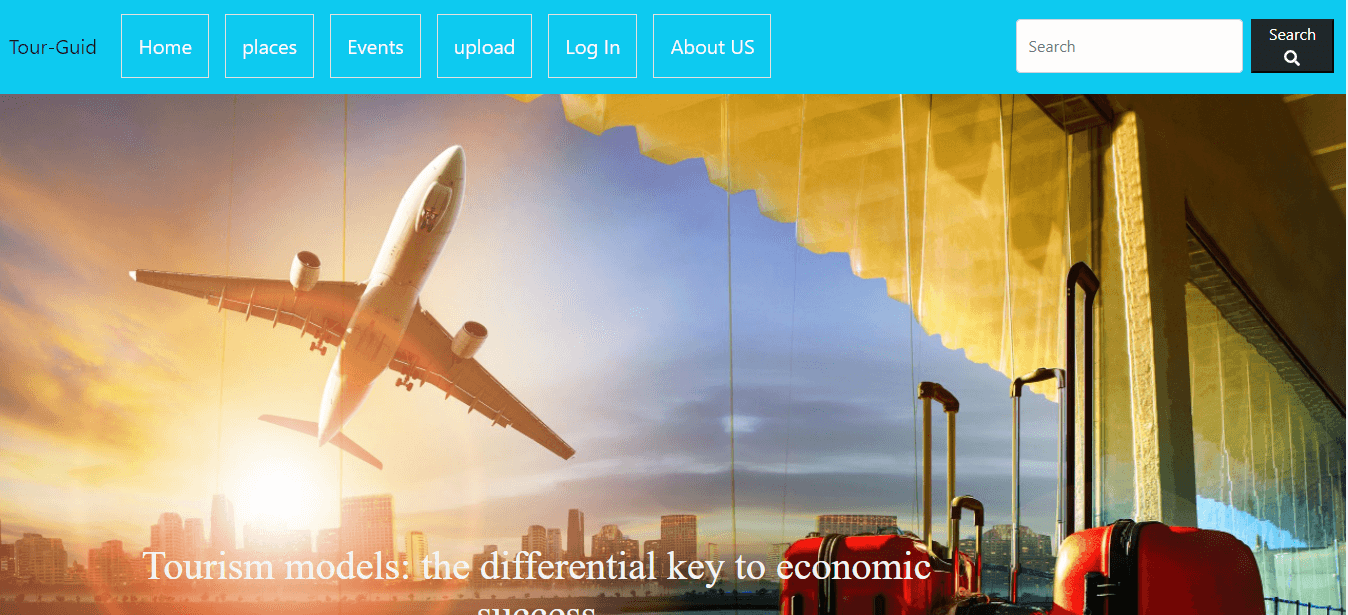 Tour-Guid Home places Events upload Log In About US Search Search
Tourism models: the differential key to economic
success